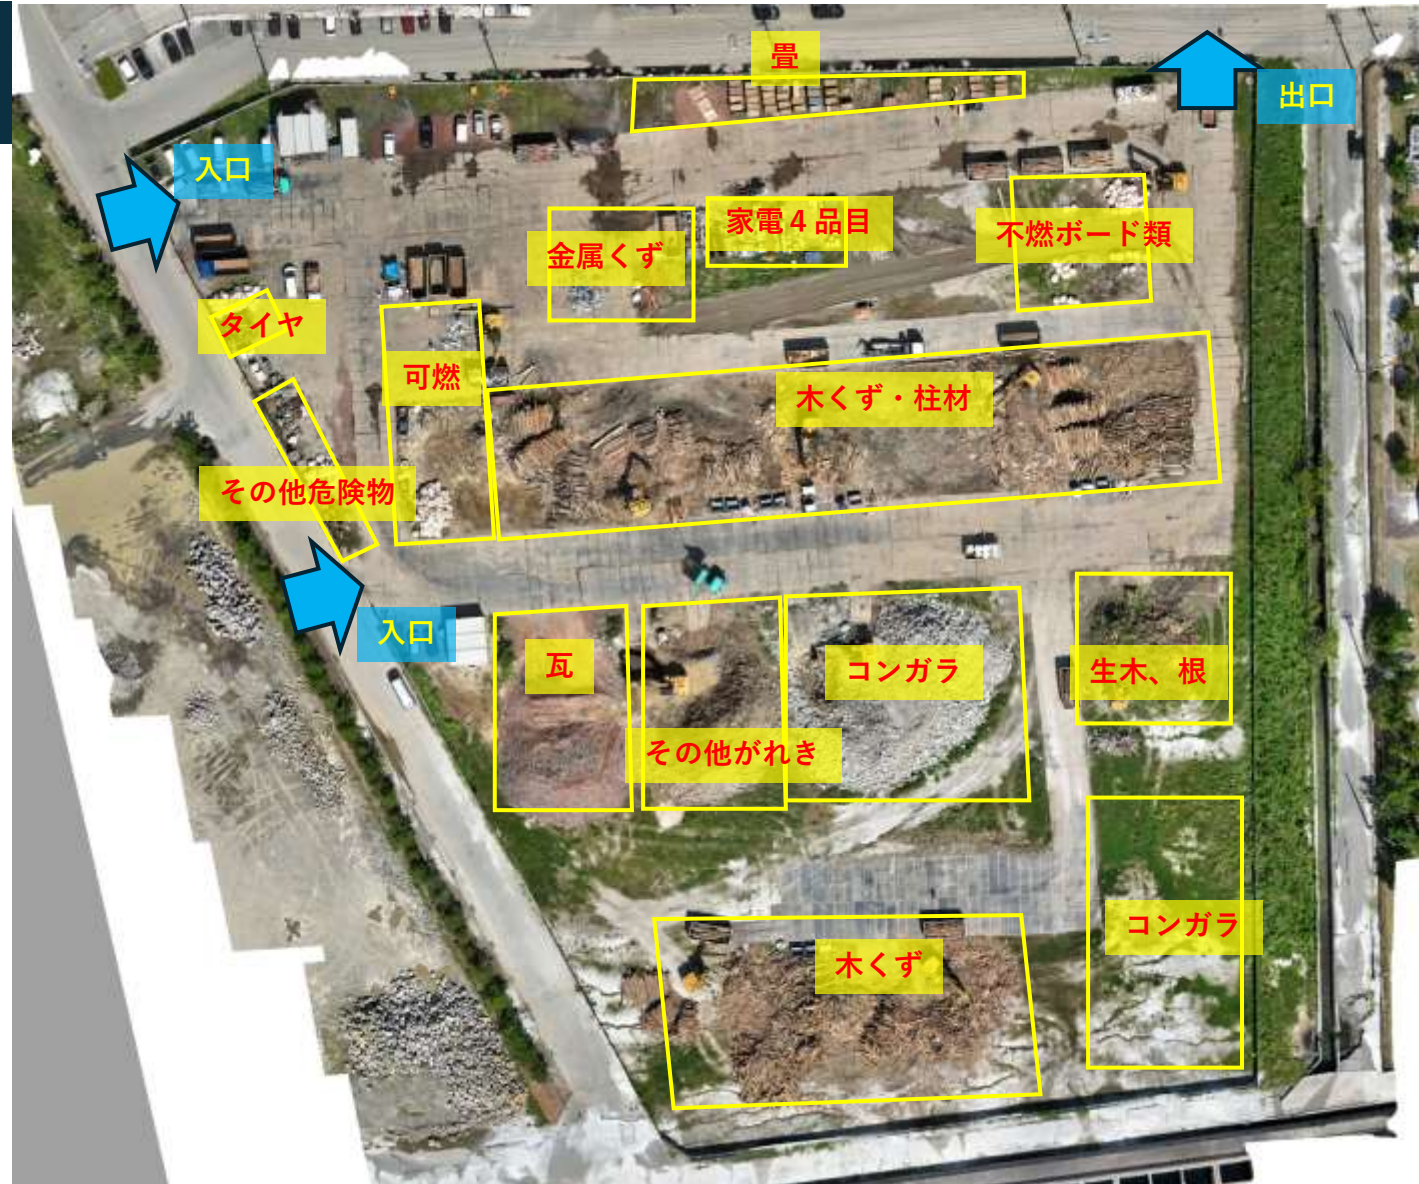 畳
出口
入口
家電４品目
不燃ボード類
金属くず
タイヤ
可燃
木くず・柱材
その他危険物
入口
瓦
コンガラ
生木、根
その他がれき
コンガラ
木くず